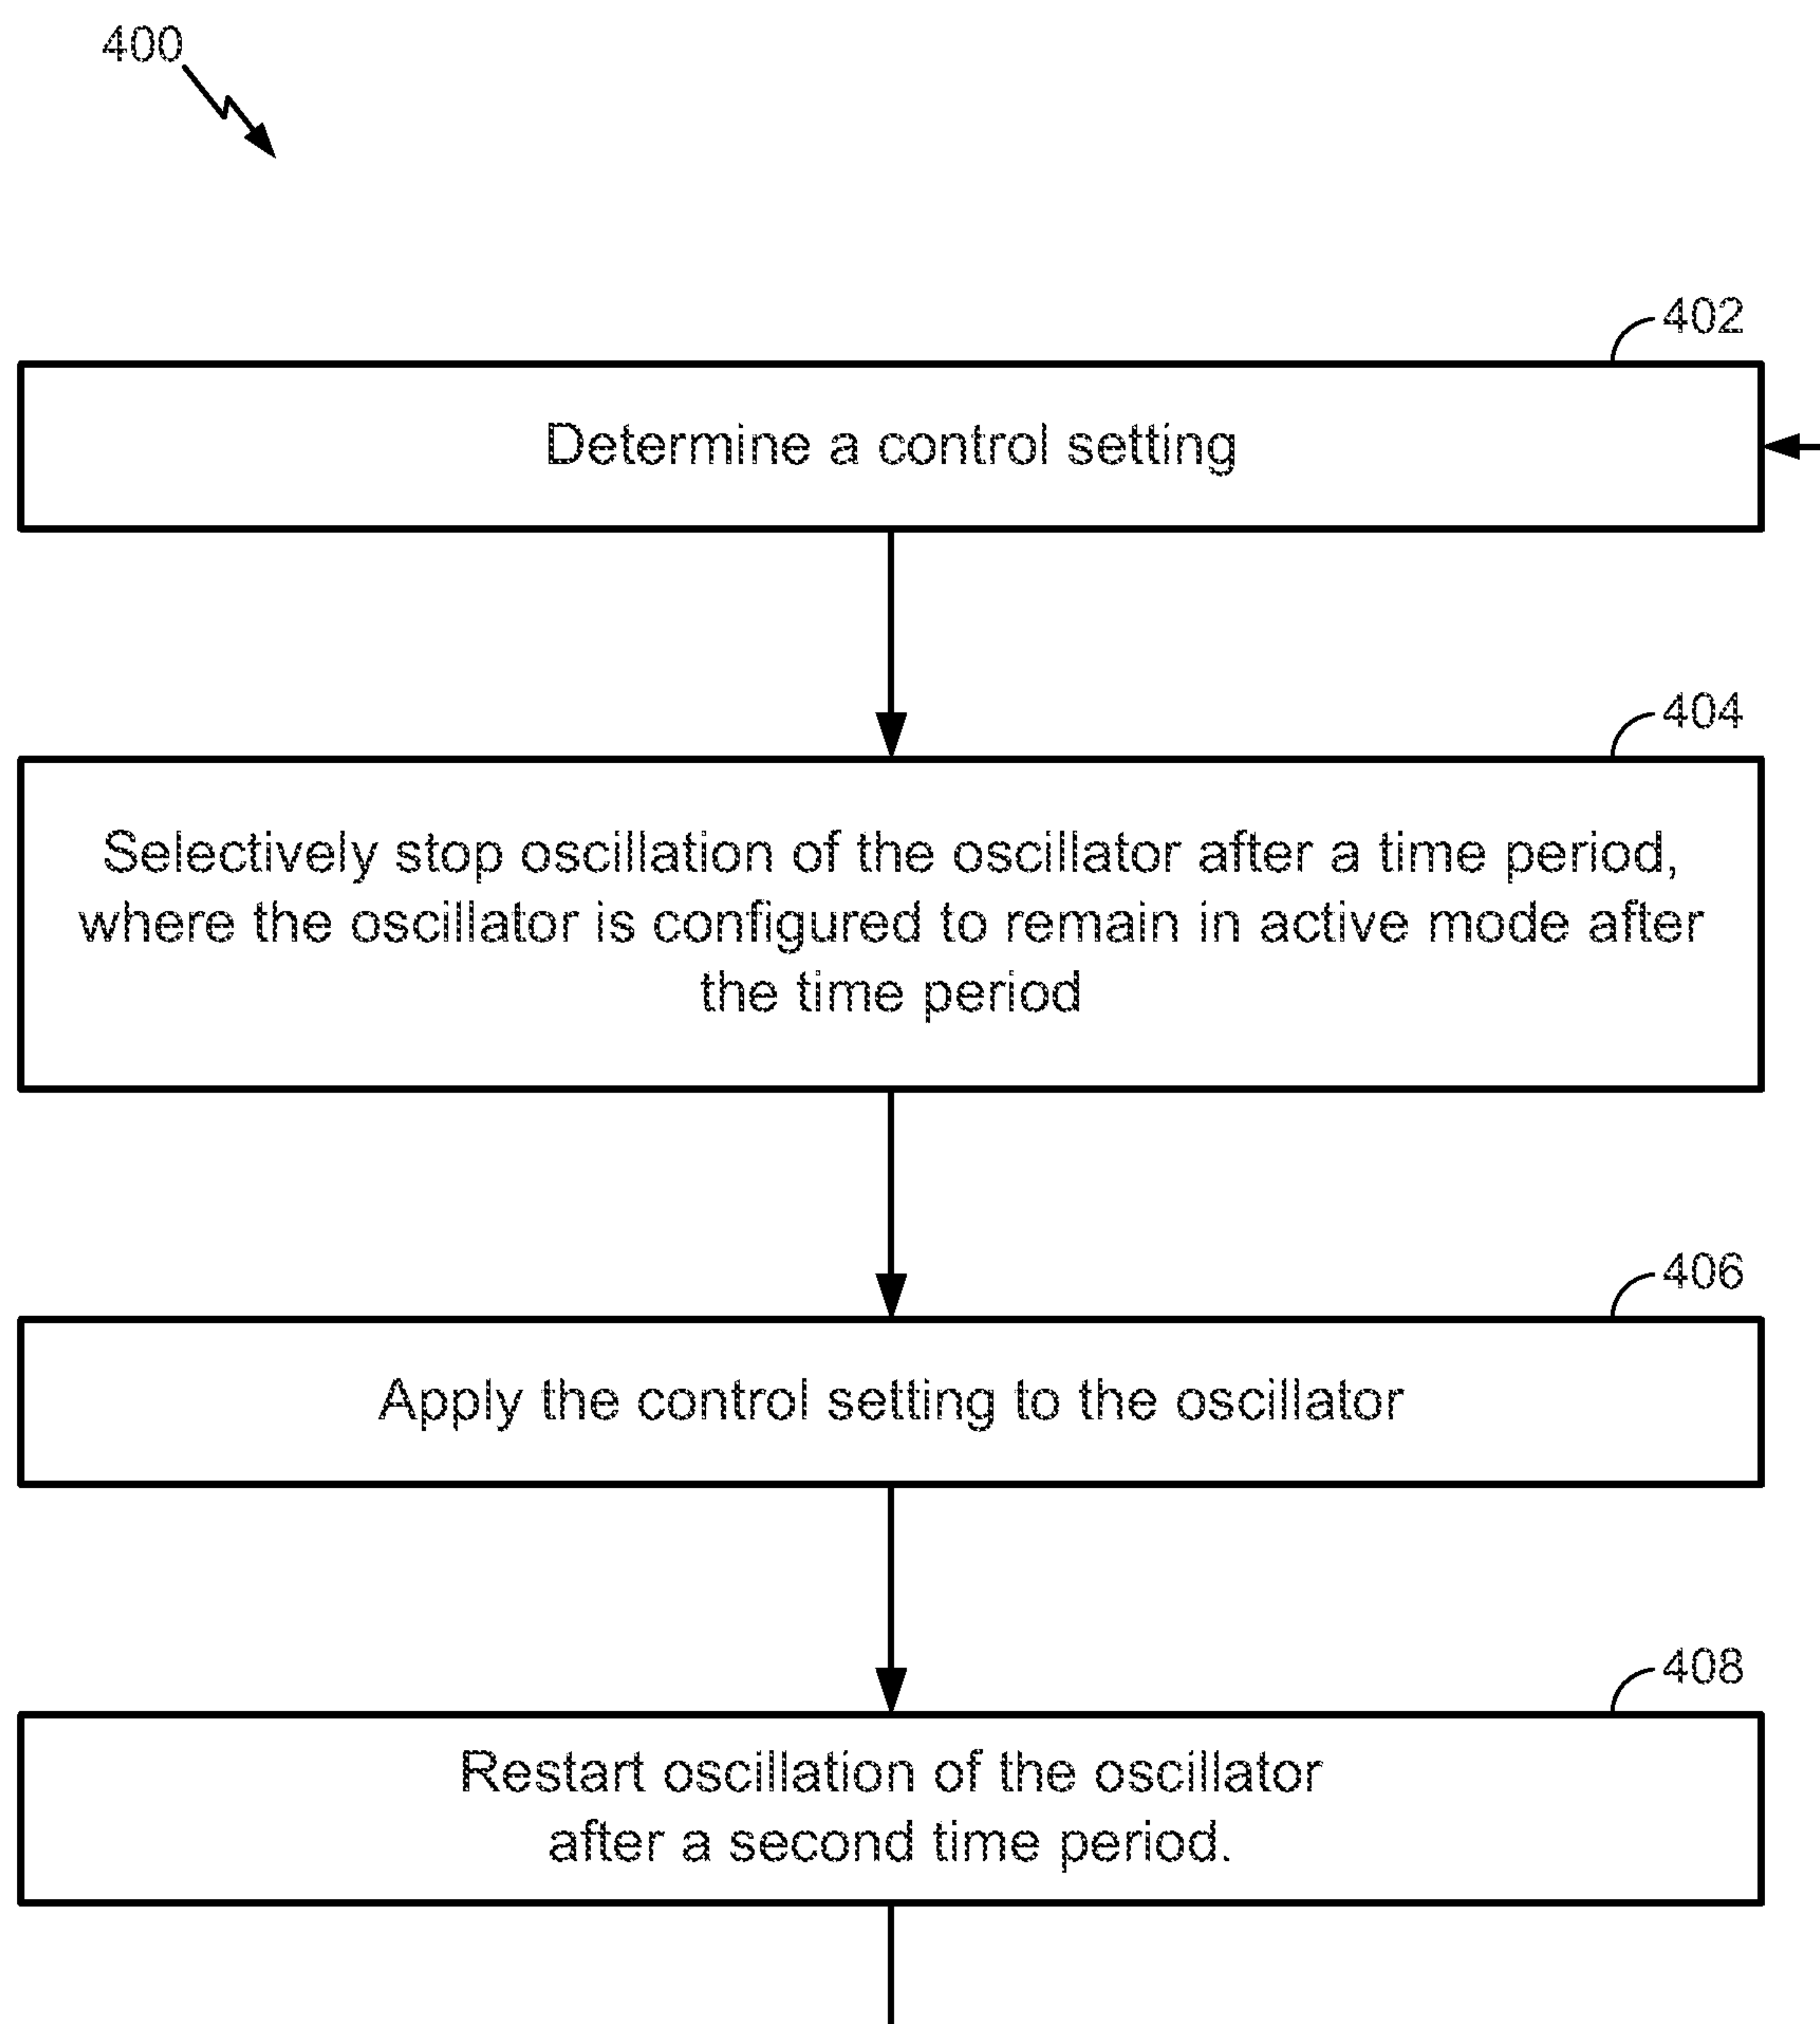 400
402
Determine a control setting
404
Selectively stop oscillation of the oscillator after a time period,
where the oscillator is configured to remain in active mode after
the time period
406
Apply the control setting to the oscillator
408
Restart oscillation of the oscillator
after a second time period.